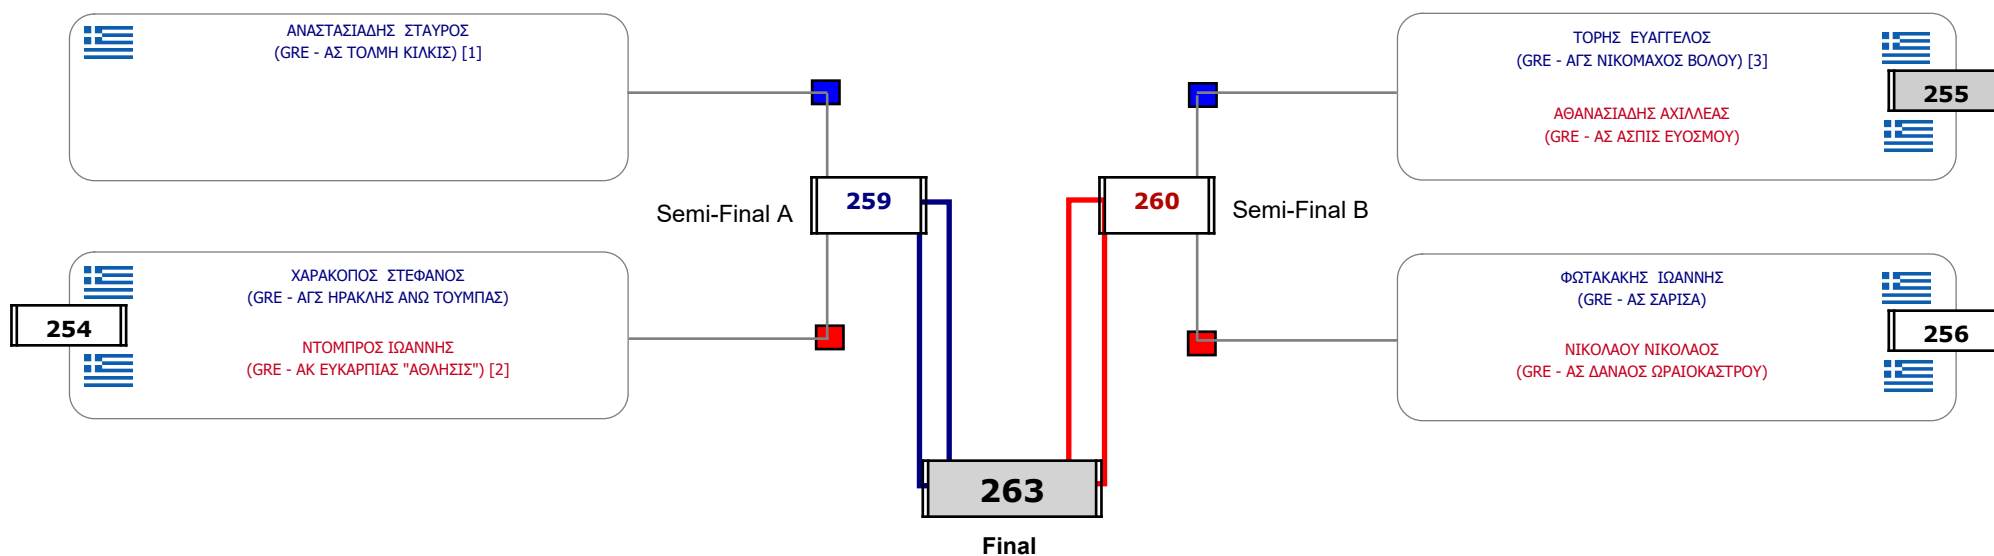 ΑΝΑΣΤΑΣΙΑΔΗΣ ΣΤΑΥΡΟΣ
(GRE - ΑΣ ΤΟΛΜΗ ΚΙΛΚΙΣ) [1]
ΧΑΡΑΚΟΠΟΣ ΣΤΕΦΑΝΟΣ
(GRE - ΑΓΣ ΗΡΑΚΛΗΣ ΑΝΩ ΤΟΥΜΠΑΣ)
254
ΝΤΟΜΠΡΟΣ ΙΩΑΝΝΗΣ
(GRE - ΑΚ ΕΥΚΑΡΠΙΑΣ "ΑΘΛΗΣΙΣ") [2]
Semi-Final A
259
260
Semi-Final B
ΤΟΡΗΣ ΕΥΑΓΓΕΛΟΣ
(GRE - ΑΓΣ ΝΙΚΟΜΑΧΟΣ ΒΟΛΟΥ) [3]
255
ΑΘΑΝΑΣΙΑΔΗΣ ΑΧΙΛΛΕΑΣ
(GRE - ΑΣ ΑΣΠΙΣ ΕΥΟΣΜΟΥ)
ΦΩΤΑΚΑΚΗΣ ΙΩΑΝΝΗΣ
(GRE - ΑΣ ΣΑΡΙΣΑ)
256
ΝΙΚΟΛΑΟΥ ΝΙΚΟΛΑΟΣ
(GRE - ΑΣ ΔΑΝΑΟΣ ΩΡΑΙΟΚΑΣΤΡΟΥ)
263
Final